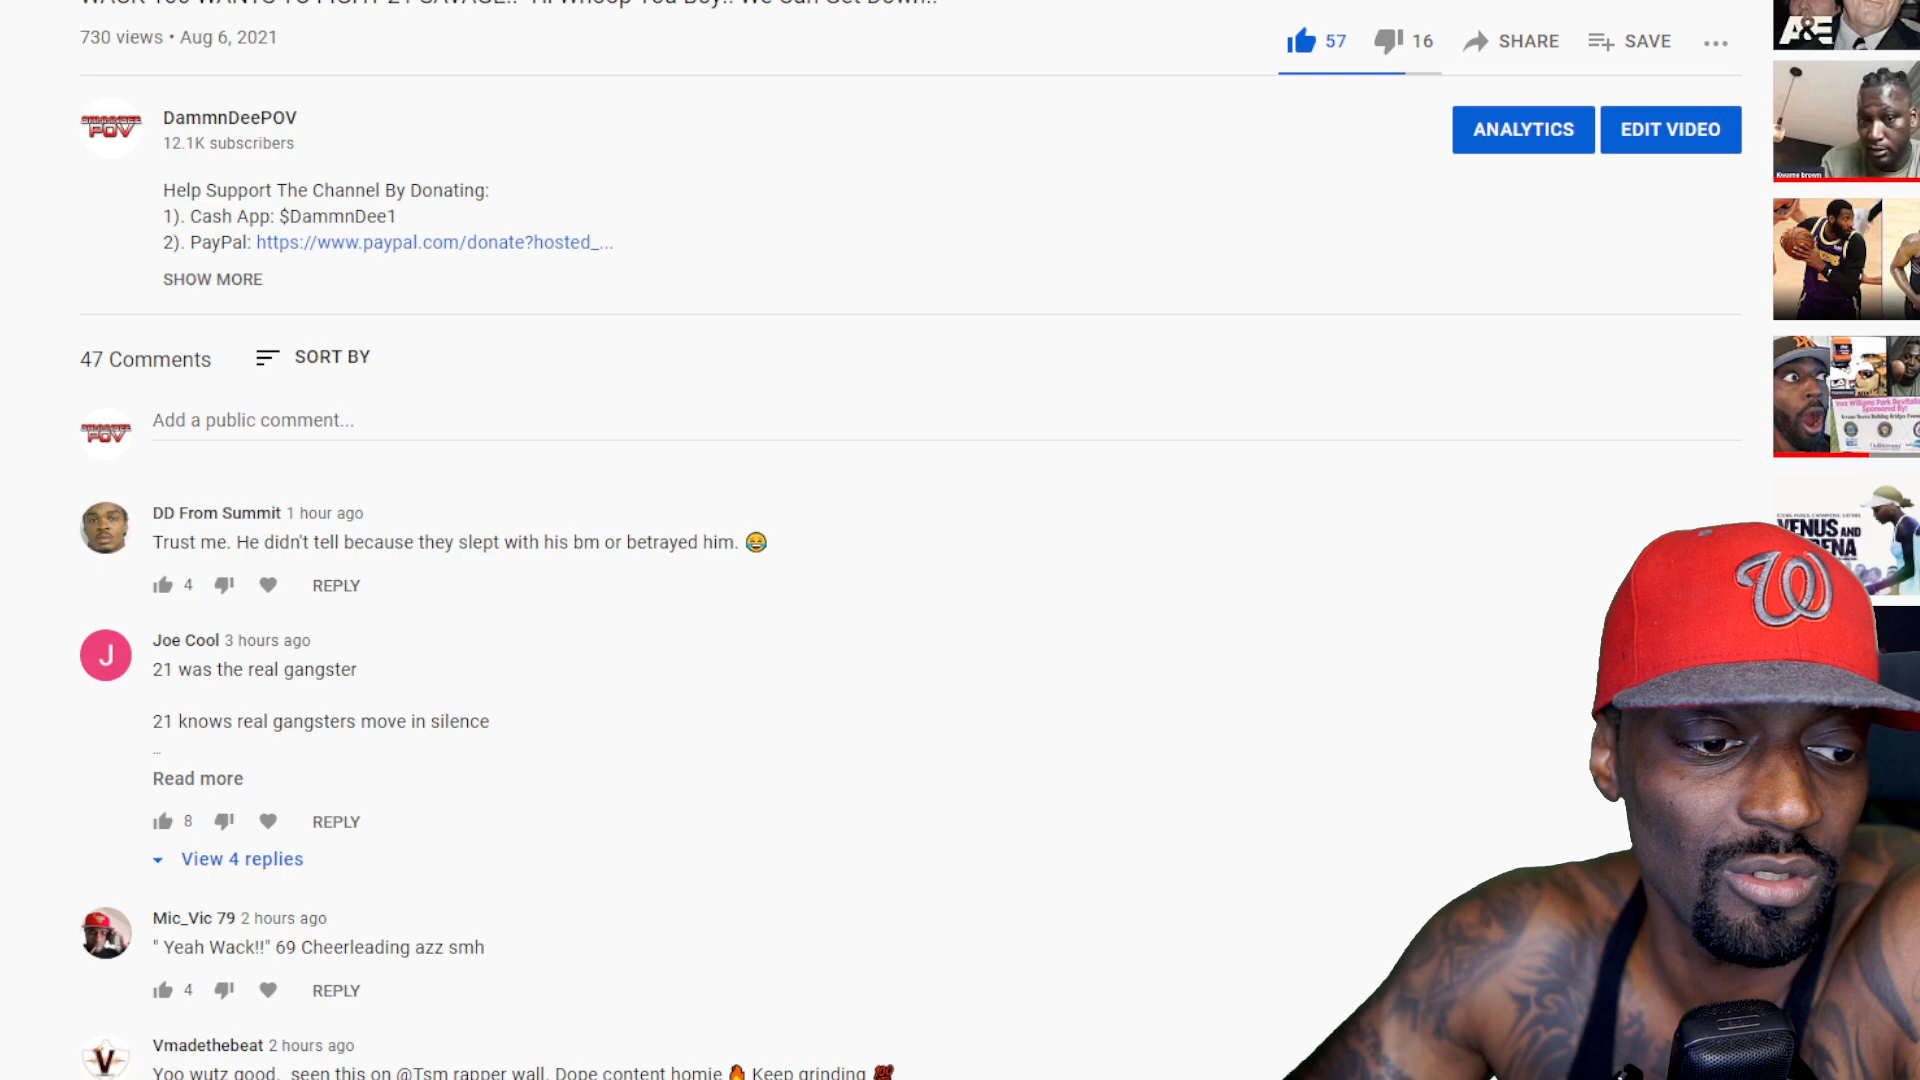 730 views • Aug 6, 2021
57
16
SHARE
SAVE
DammnDeePOV
12.1K subscribers
ANALYTICS
EDIT VIDEO
Help Support The Channel By Donating:
1). Cash App: $DammnDee1
2). PayPal: https://www.paypal.com/donate?hosted_...
SHOW MORE
47 Comments
SORT BY
Add a public comment...
DD From Summit 1 hour ago
Trust me. He didn't tell because they slept with his bm or betrayed him. 😂
4
REPLY
J
Joe Cool 3 hours ago
21 was the real gangster
21 knows real gangsters move in silence
...
Read more
8
REPLY
View 4 replies
Mic_Vic 79 2 hours ago
" Yeah Wack!!" 69 Cheerleading azz smh
4
REPLY
V
Vmadethebeat 2 hours ago
Yoo wutz good, seen this on @Tsm rapper wall. Dope content homie 🔥 Keep grinding 💯
A&E
Kwame brown
VENUS AND
W
POV
POV